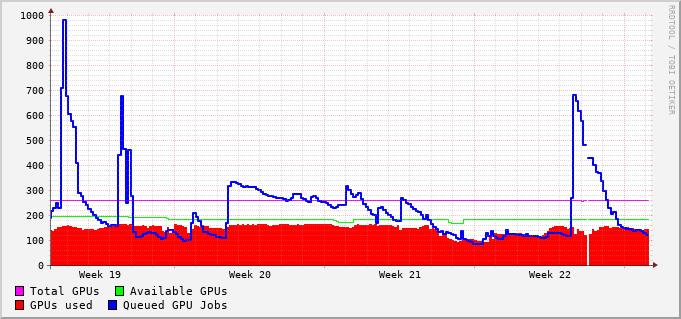 RRDTOOL / TOBI OETIKER
1000
900
800
700
600
500
400
300
200
100
0
Week 19 Week 20 Week 21 Week 22
Total GPUs Available GPUs
GPUs used Queued GPU Jobs